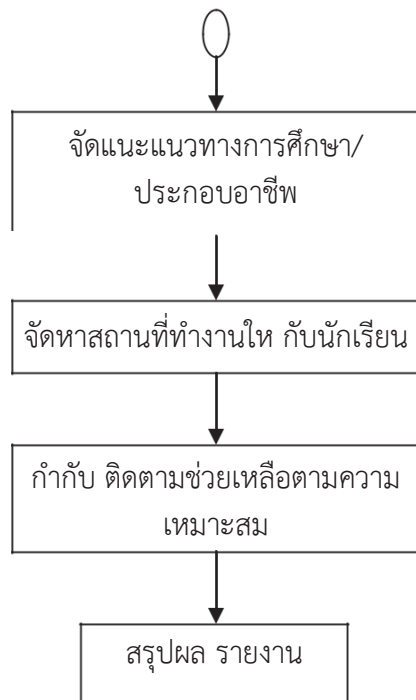 จัดแนะแนวทางการศึกษา/
ประกอบอาชีพ
จัดหาสถานที่ทำงานให กับนักเรียน
กำกับ ติดตามช่วยเหลือตามความ
เหมาะสม
สรุปผล รายงาน